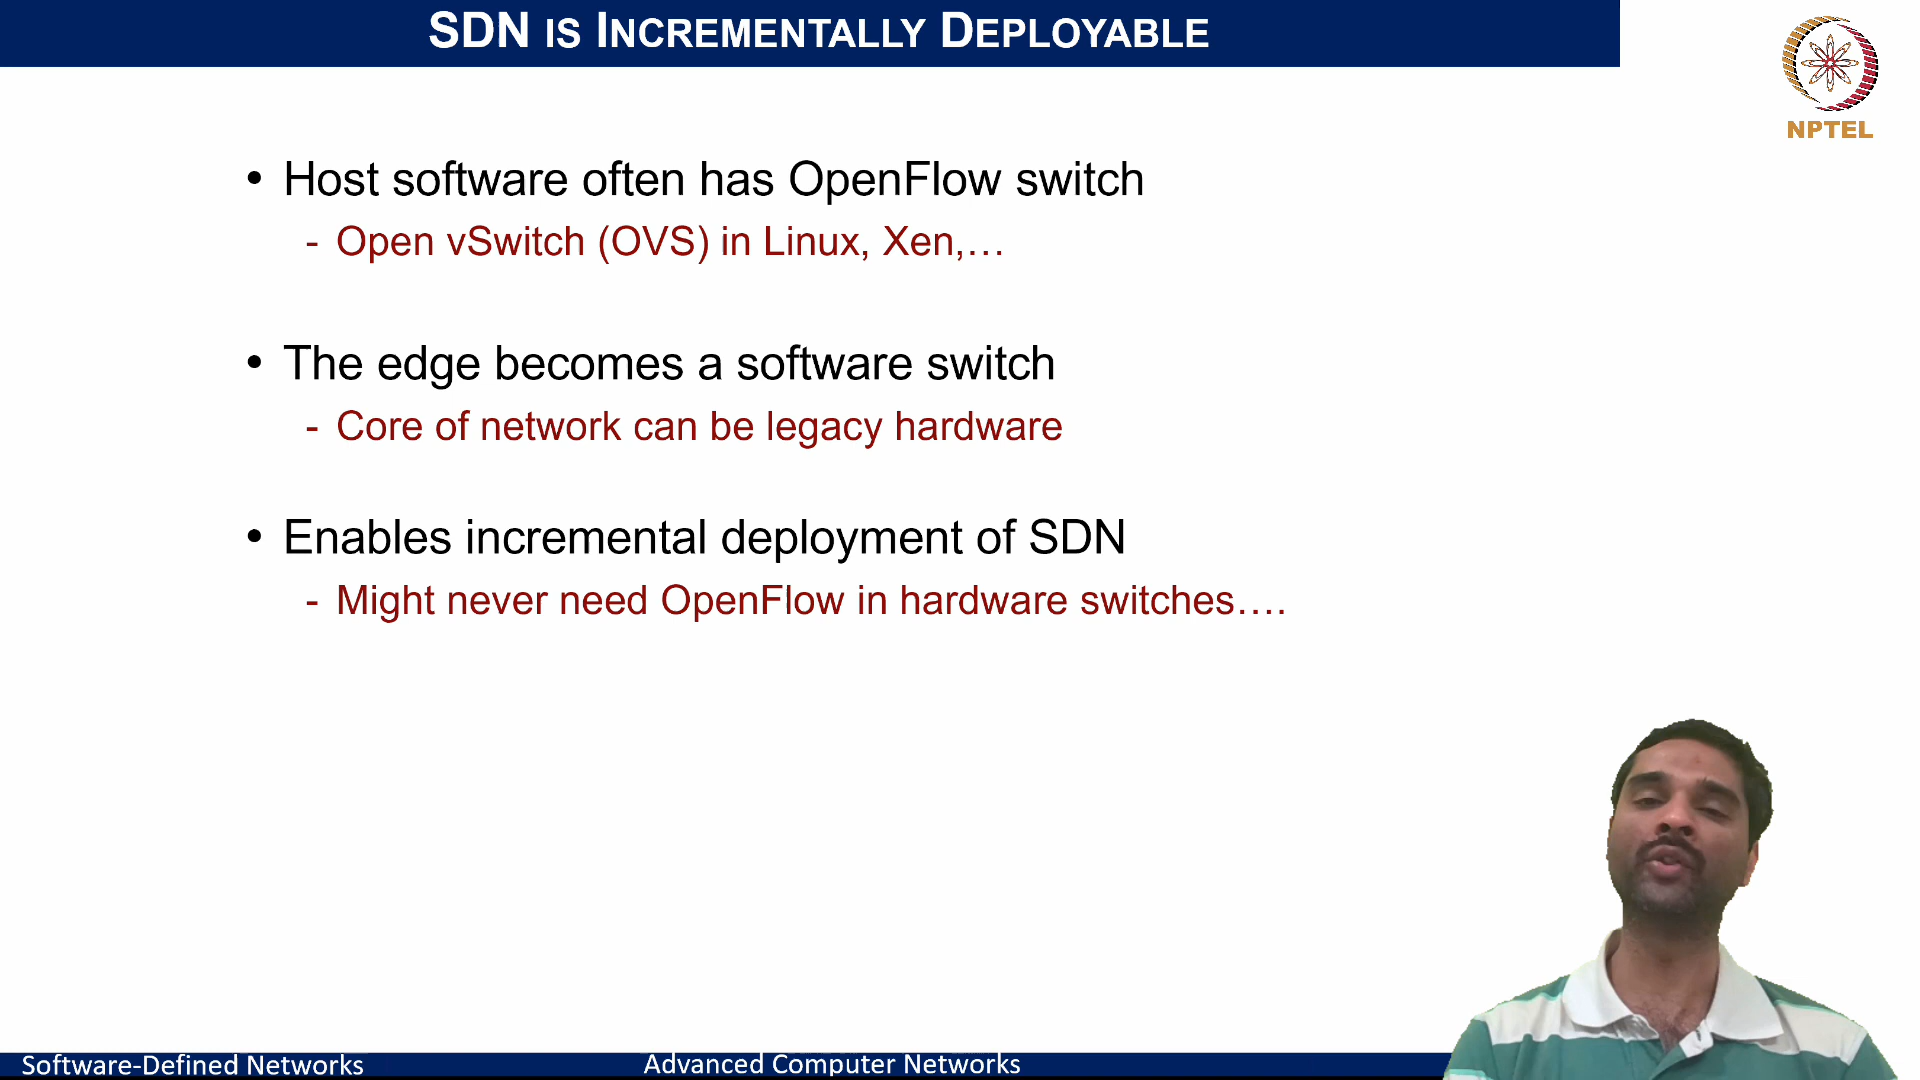 SDN IS INCREMENTALLY DEPLOYABLE
NPTEL
• Host software often has OpenFlow switch
- Open vSwitch (OVS) in Linux, Xen,…
• The edge becomes a software switch
- Core of network can be legacy hardware
• Enables incremental deployment of SDN
- Might never need OpenFlow in hardware switches….
Software-Defined Networks
Advanced Computer Networks